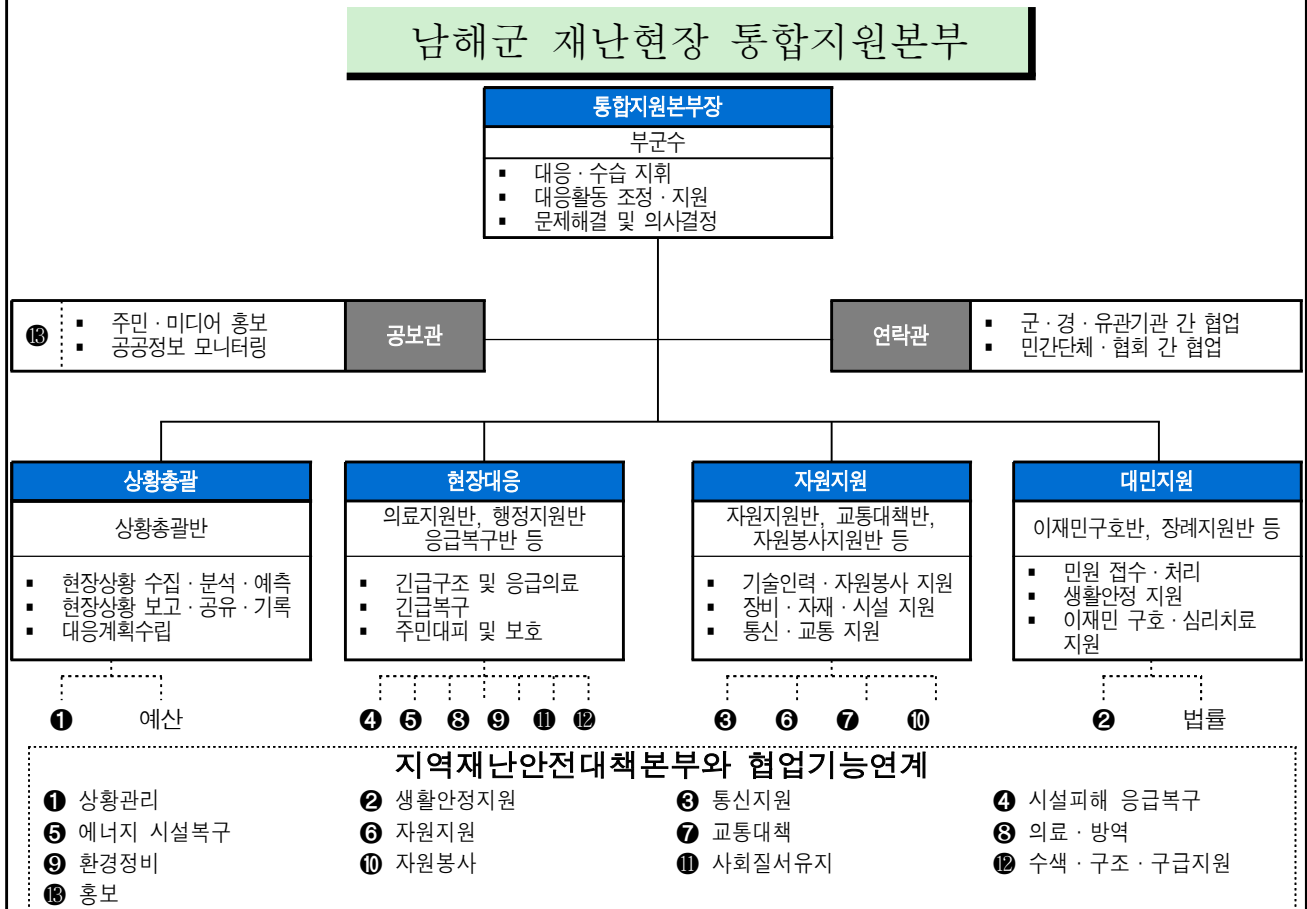 남해군 재난현장 통합지원본부
통합지원본부장
부군수
▪ 대응·수습 지휘
▪ 대응활동 조정·지원
▪ 문제해결 및 의사결정
⓭
▪ 주민·미디어 홍보
▪ 공공정보 모니터링
공보관
연락관
▪ 군·경·유관기관 간 협업
▪ 민간단체·협회 간 협업
상황총괄
상황총괄반
▪ 현장상황 수집·분석·예측
▪ 현장상황 보고·공유·기록
▪ 대응계획수립
현장대응
의료지원반, 행정지원반
응급복구반 등
▪ 긴급구조 및 응급의료
▪ 긴급복구
▪ 주민대피 및 보호
자원지원
자원지원반, 교통대책반,
자원봉사지원반 등
▪ 기술인력·자원봉사 지원
▪ 장비·자재·시설 지원
▪ 통신·교통 지원
대민지원
이재민구호반, 장례지원반 등
▪ 민원 접수·처리
▪ 생활안정 지원
▪ 이재민 구호·심리치료
지원
❶ 예산
❹ ❺ ❽ ❾ ⓫ ⓬
❸ ❻ ❼ ❿
❷ 법률
지역재난안전대책본부와 협업기능연계
❶ 상황관리 ❷ 생활안정지원 ❸ 통신지원 ❹ 시설피해 응급복구
❺ 에너지 시설복구 ❻ 자원지원 ❼ 교통대책 ❽ 의료·방역
❾ 환경정비 ❿ 자원봉사 ⓫ 사회질서유지 ⓬ 수색·구조·구급지원
⓭ 홍보